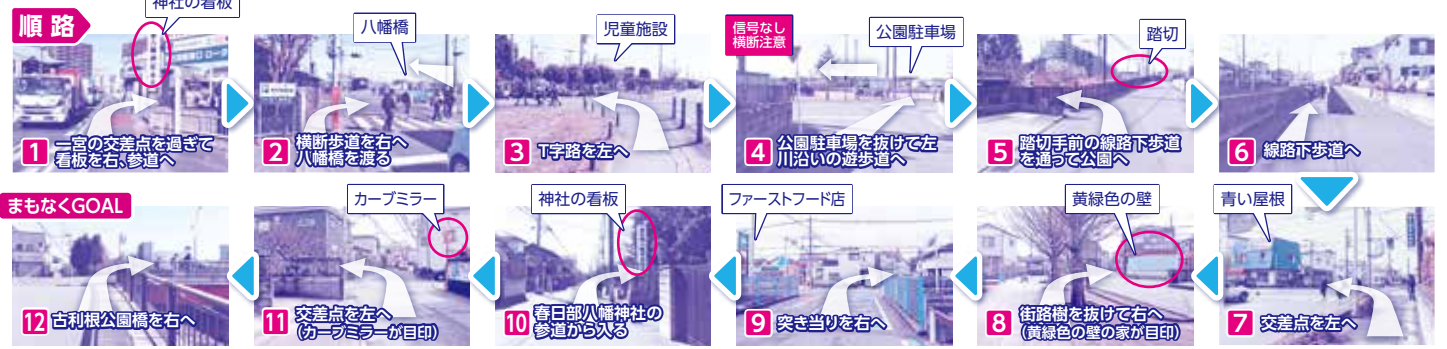 順路
神社の看板
1 一宮の交差点を過ぎて
看板を右、参道へ
八幡橋
2 横断歩道を右へ
八幡橋を渡る
児童施設
3 T字路を左へ
信号なし
横断注意
公園駐車場
4 公園駐車場を抜けて左
川沿いの遊歩道へ
踏切
5 踏切手前の線路下歩道
を通って公園へ
6 線路下歩道へ
青い屋根
7 交差点を左へ
黄緑色の壁
8 街路樹を抜けて右へ
(黄緑色の壁の家が目印)
ファーストフード店
9 突き当りを右へ
神社の看板
10 春日部八幡神社の
参道から入る
カーブミラー
11 交差点を左へ
(カーブミラーが目印)
まもなくGOAL
12 古利根公園橋を右へ